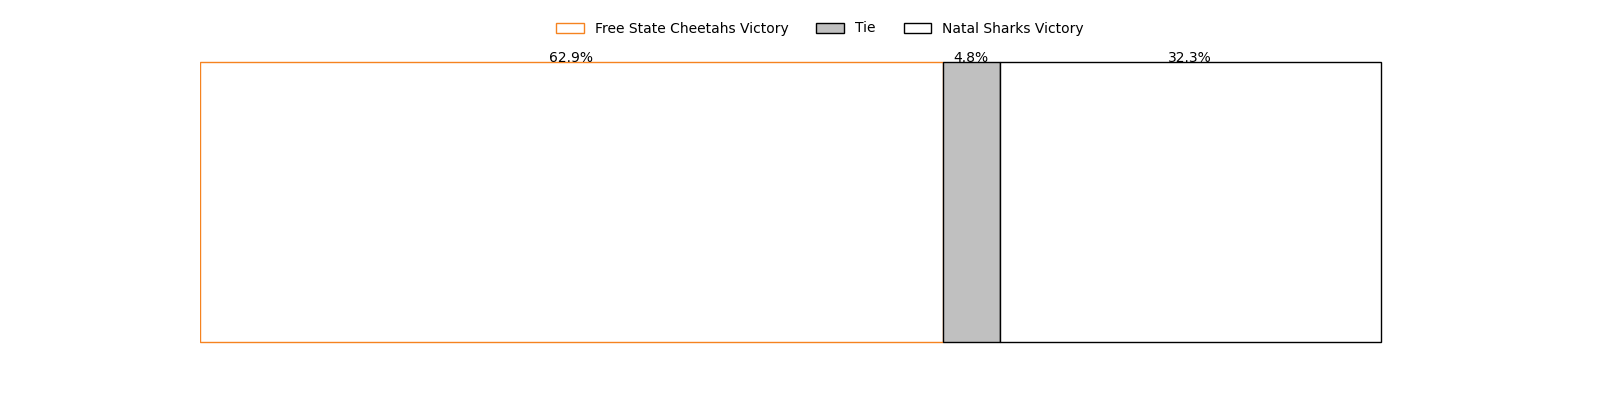 Free State Cheetahs Victory Tie Natal Sharks Victory
62.9% 4.8% 32.3%